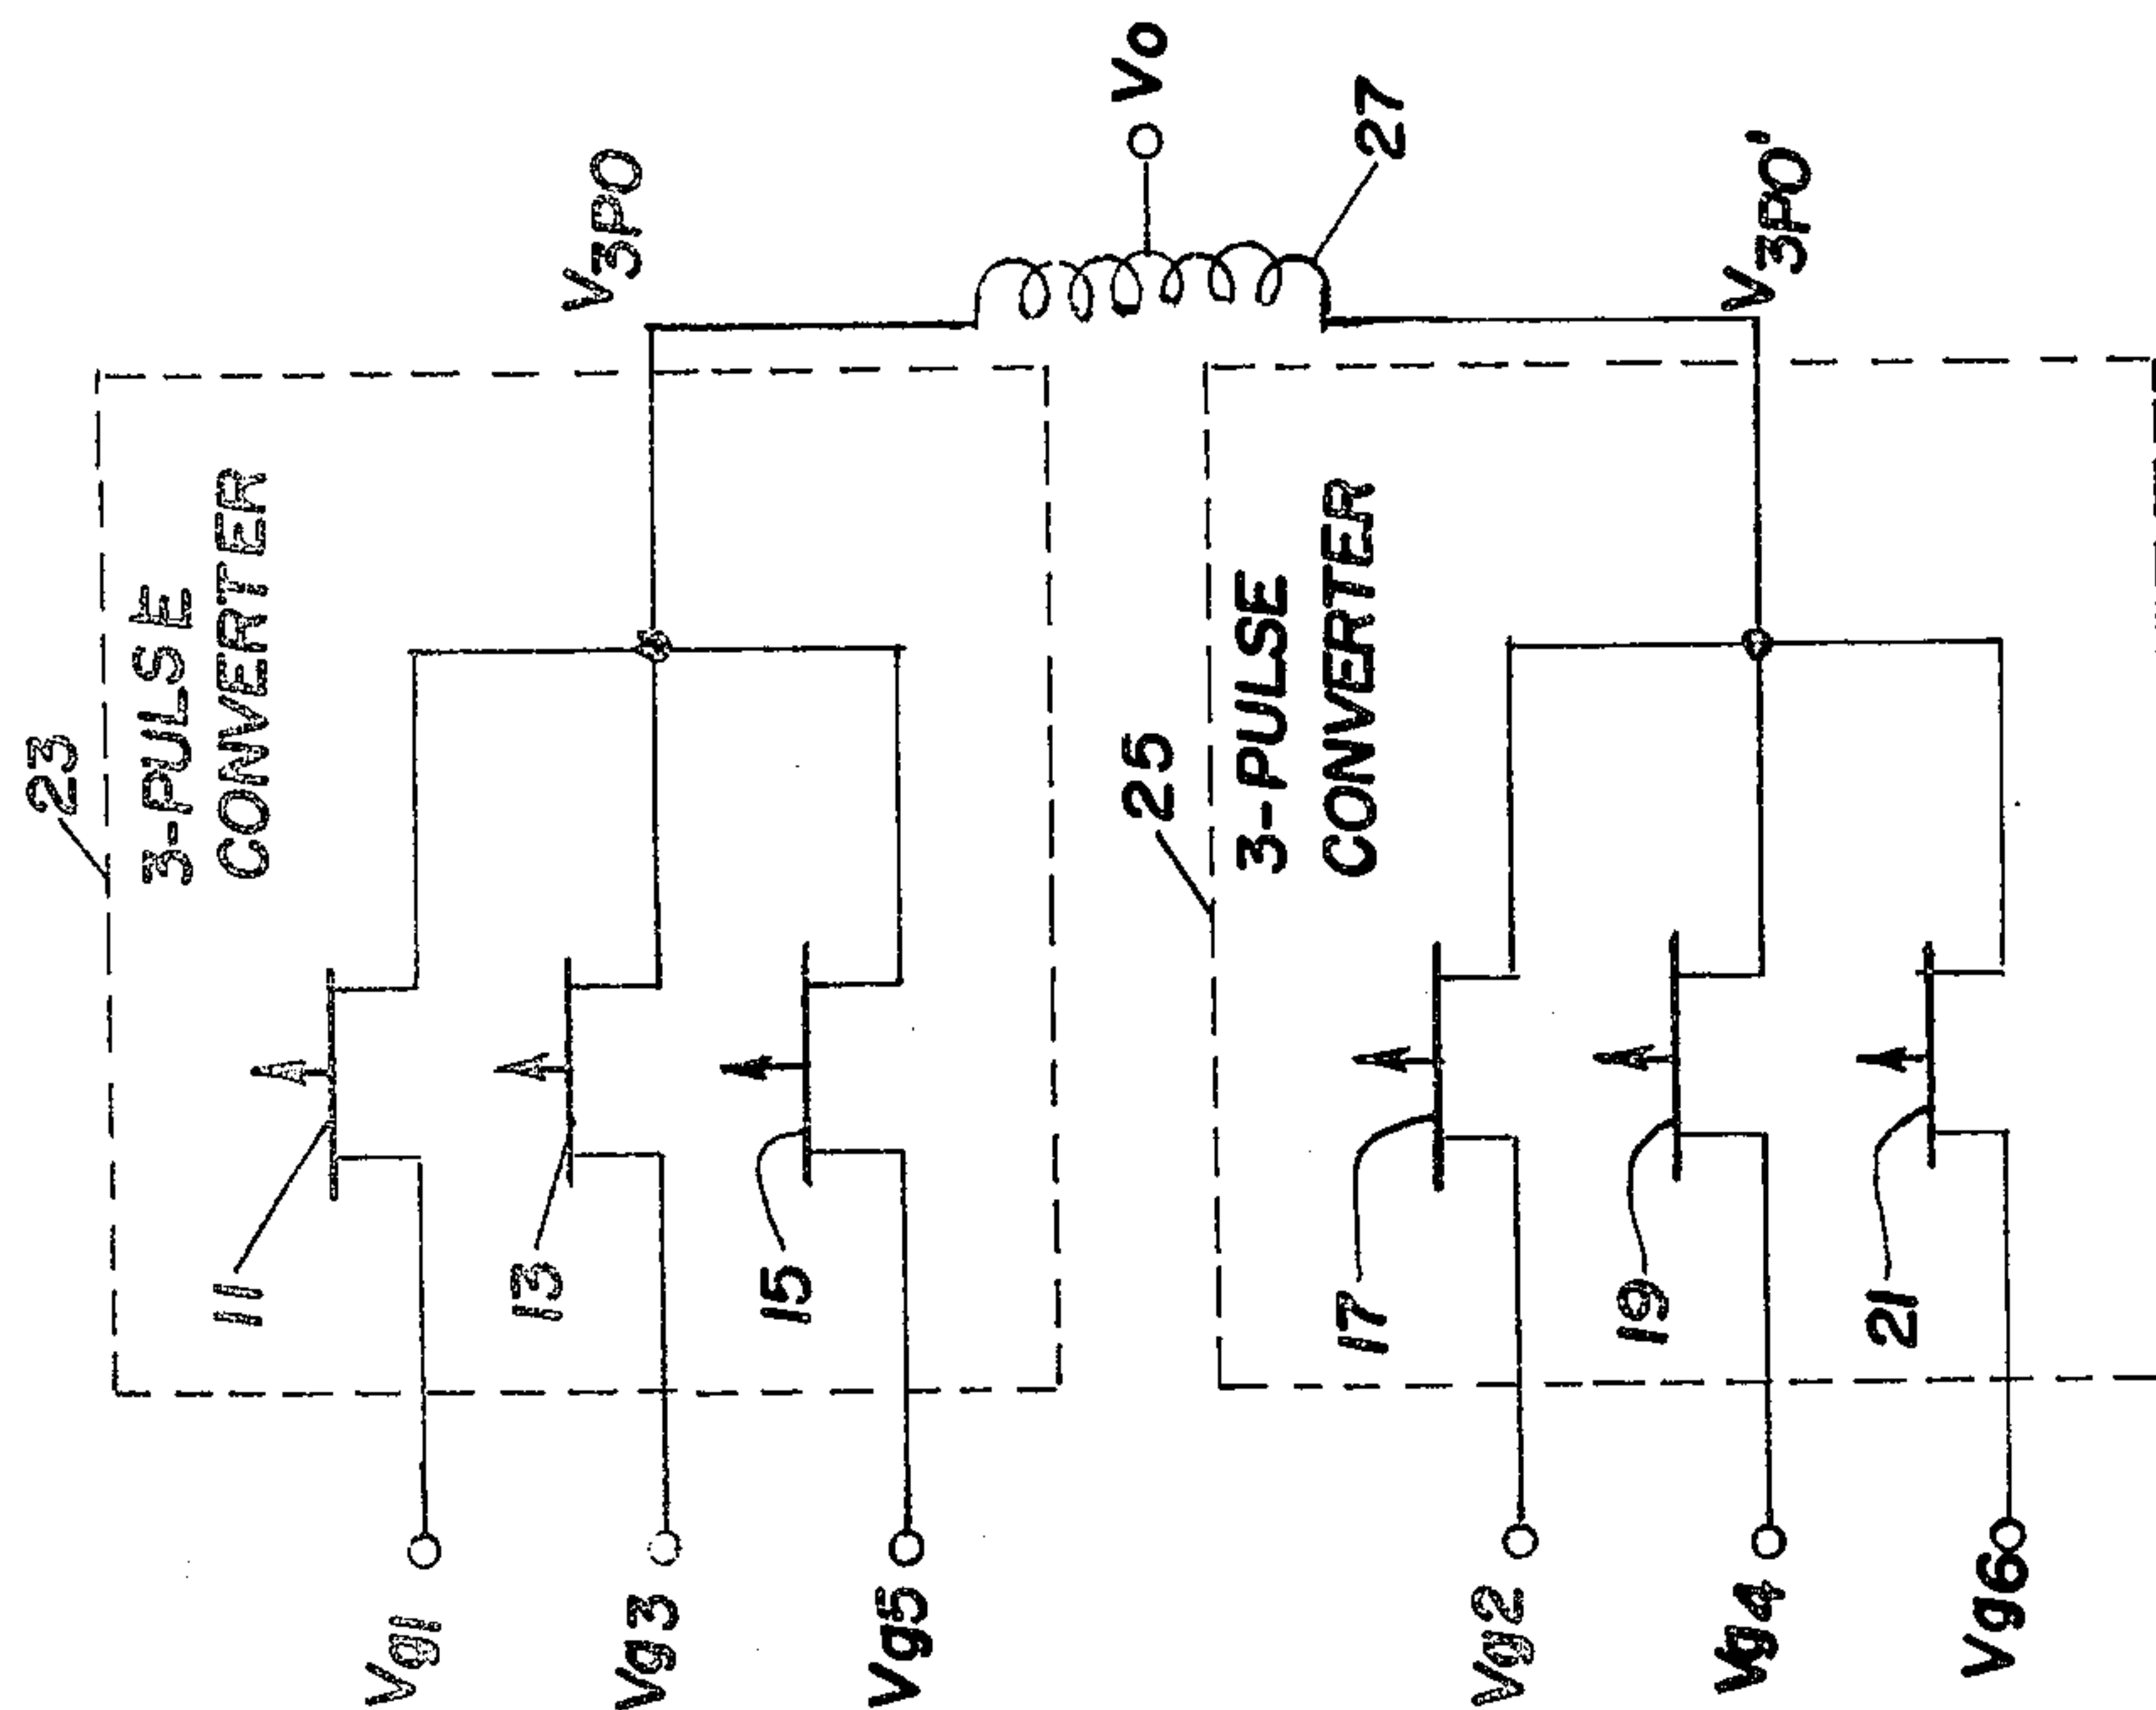 23
3-PULSE
CONVERTER
11
13
15
Vg1
Vg3
Vg5
V3PO
Vo
27
25
3-PULSE
CONVERTER
17
19
21
Vg2
Vg4
Vg6
V3PO'